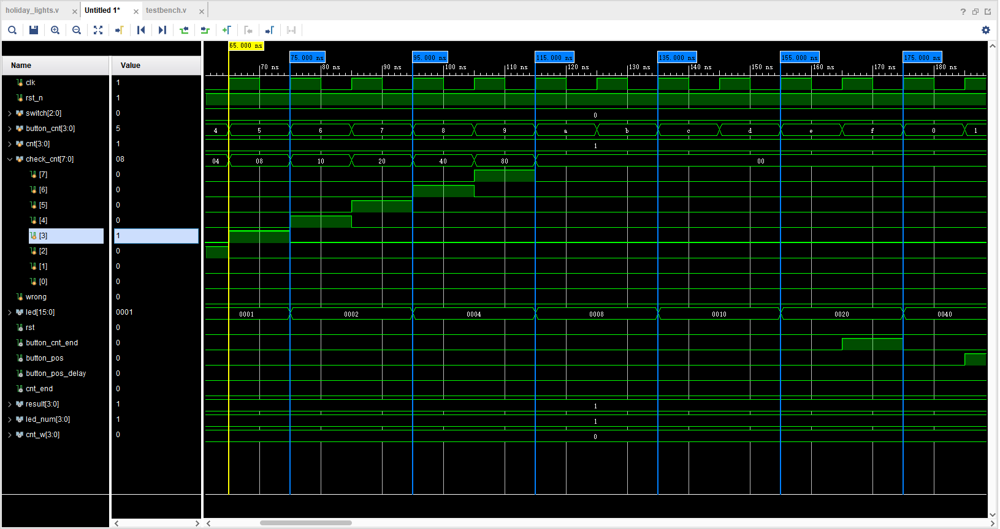 holiday_lights.v × Untitled 1* × testbench.v ×
?
65.000 ns
75.000 ns 95.000 ns 115.000 ns 135.000 ns 155.000 ns 175.000 ns
Name Value 70 ns 80 ns 90 ns 100 ns 110 ns 120 ns 130 ns 140 ns 150 ns 160 ns 170 ns 180 ns
clk 1
rst_n 1
switch[2:0] 0 0
button_cnt[3:0] 5 4 5 6 7 8 9 a b c d e f 0 1
cnt[3:0] 1 1
check_cnt[7:0] 08 04 08 10 20 40 80 00
[7] 0
[6] 0
[5] 0
[4] 0
[3] 1
[2] 0
[1] 0
[0] 0
wrong 0
led[15:0] 0001 0001 0002 0004 0008 0010 0020 0040
rst 0
button_cnt_end 0
button_pos 0
button_pos_delay 0
cnt_end 0
result[3:0] 1 1
led_num[3:0] 1 1
cnt_w[3:0] 0 0